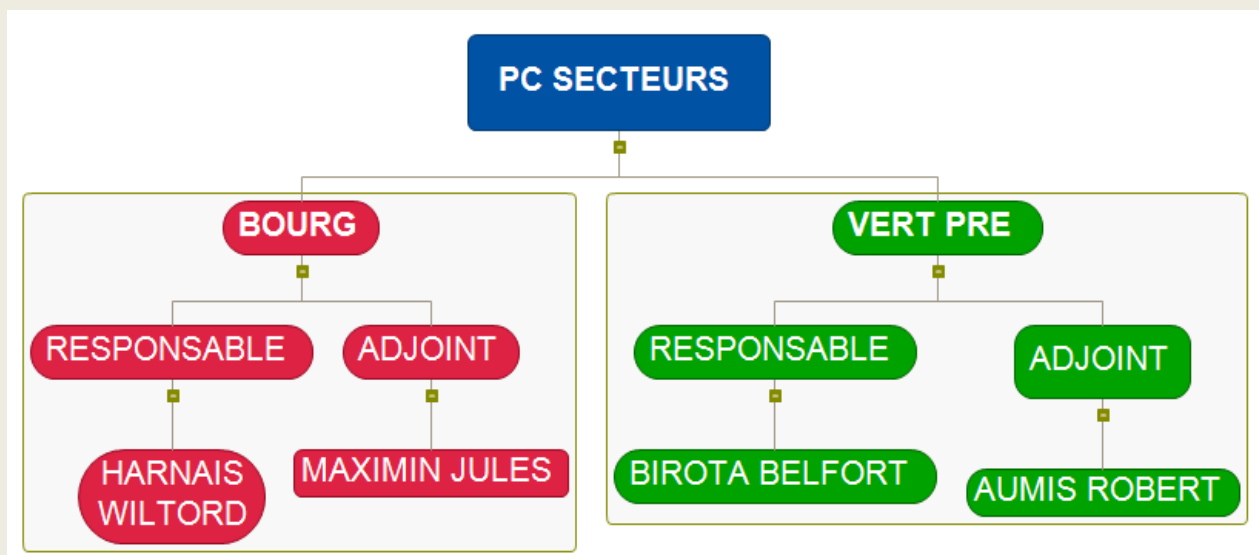 PC SECTEURS
BOURG
RESPONSABLE
ADJOINT
HARNAIS
WILTORD
MAXIMIN JULES
VERT PRE
RESPONSABLE
ADJOINT
BIROTA BELFORT
AUMIS ROBERT